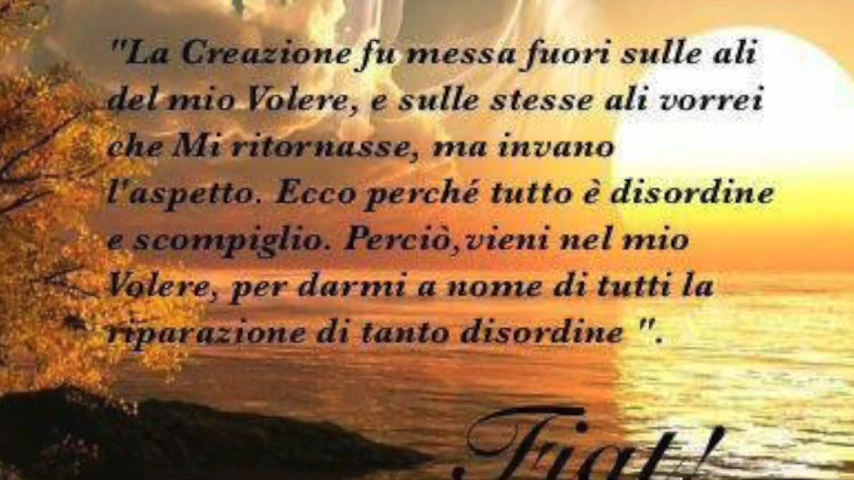 "La Creazione fu messa fuori sulle ali
del mio Volere, e sulle stesse ali vorrei
che Mi ritornasse, ma invano
l'aspetto. Ecco perché tutto è disordine
e scompiglio. Perciò,vieni nel mio
Volere, per darmi a nome di tutti la
riparazione di tanto disordine ".
Fiat!